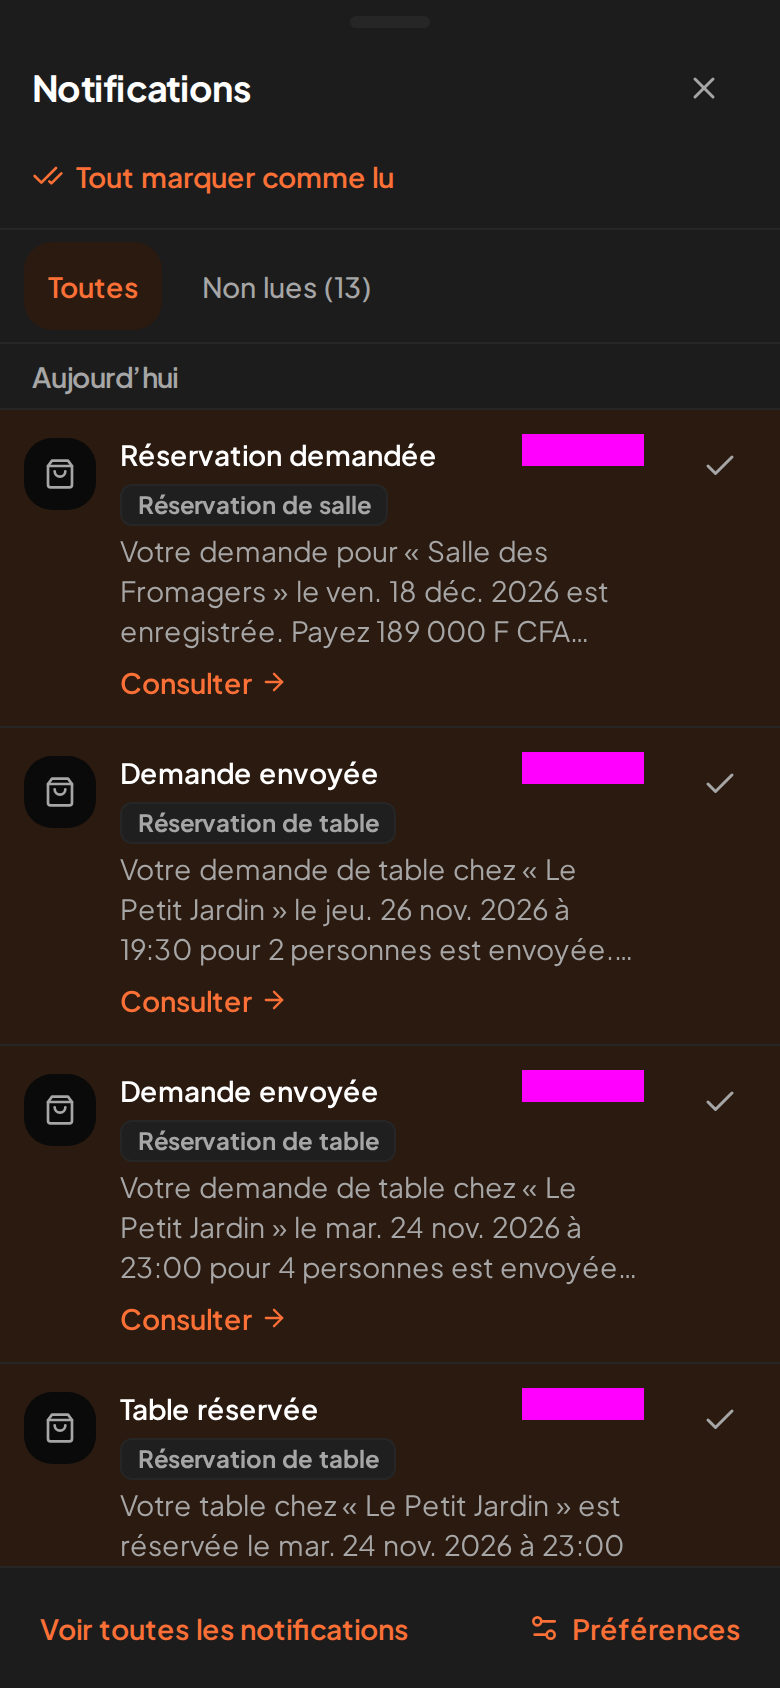 Notifications
Tout marquer comme lu
Toutes
Non lues (13)
Aujourd’hui
Réservation demandée
Réservation de salle
Votre demande pour « Salle des
Fromagers » le ven. 18 déc. 2026 est
enregistrée. Payez 189 000 F CFA…
Consulter
Demande envoyée
Réservation de table
Votre demande de table chez « Le
Petit Jardin » le jeu. 26 nov. 2026 à
19:30 pour 2 personnes est envoyée.…
Consulter
Demande envoyée
Réservation de table
Votre demande de table chez « Le
Petit Jardin » le mar. 24 nov. 2026 à
23:00 pour 4 personnes est envoyée…
Consulter
Table réservée
Réservation de table
Votre table chez « Le Petit Jardin » est
réservée le mar. 24 nov. 2026 à 23:00
Voir toutes les notifications
Préférences